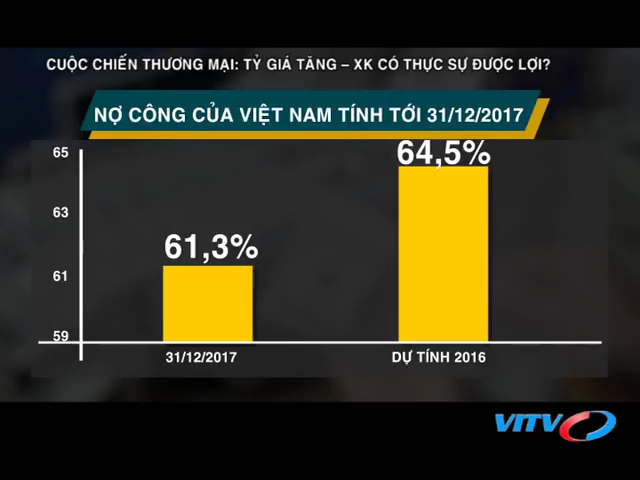 CUỘC CHIẾN THƯƠNG MẠI: TỶ GIÁ TĂNG – XK CÓ THỰC SỰ ĐƯỢC LỢI?
NỢ CÔNG CỦA VIỆT NAM TÍNH TỚI 31/12/2017
65
63
61
59
61,3%
64,5%
31/12/2017
DỰ TÍNH 2016
VITV